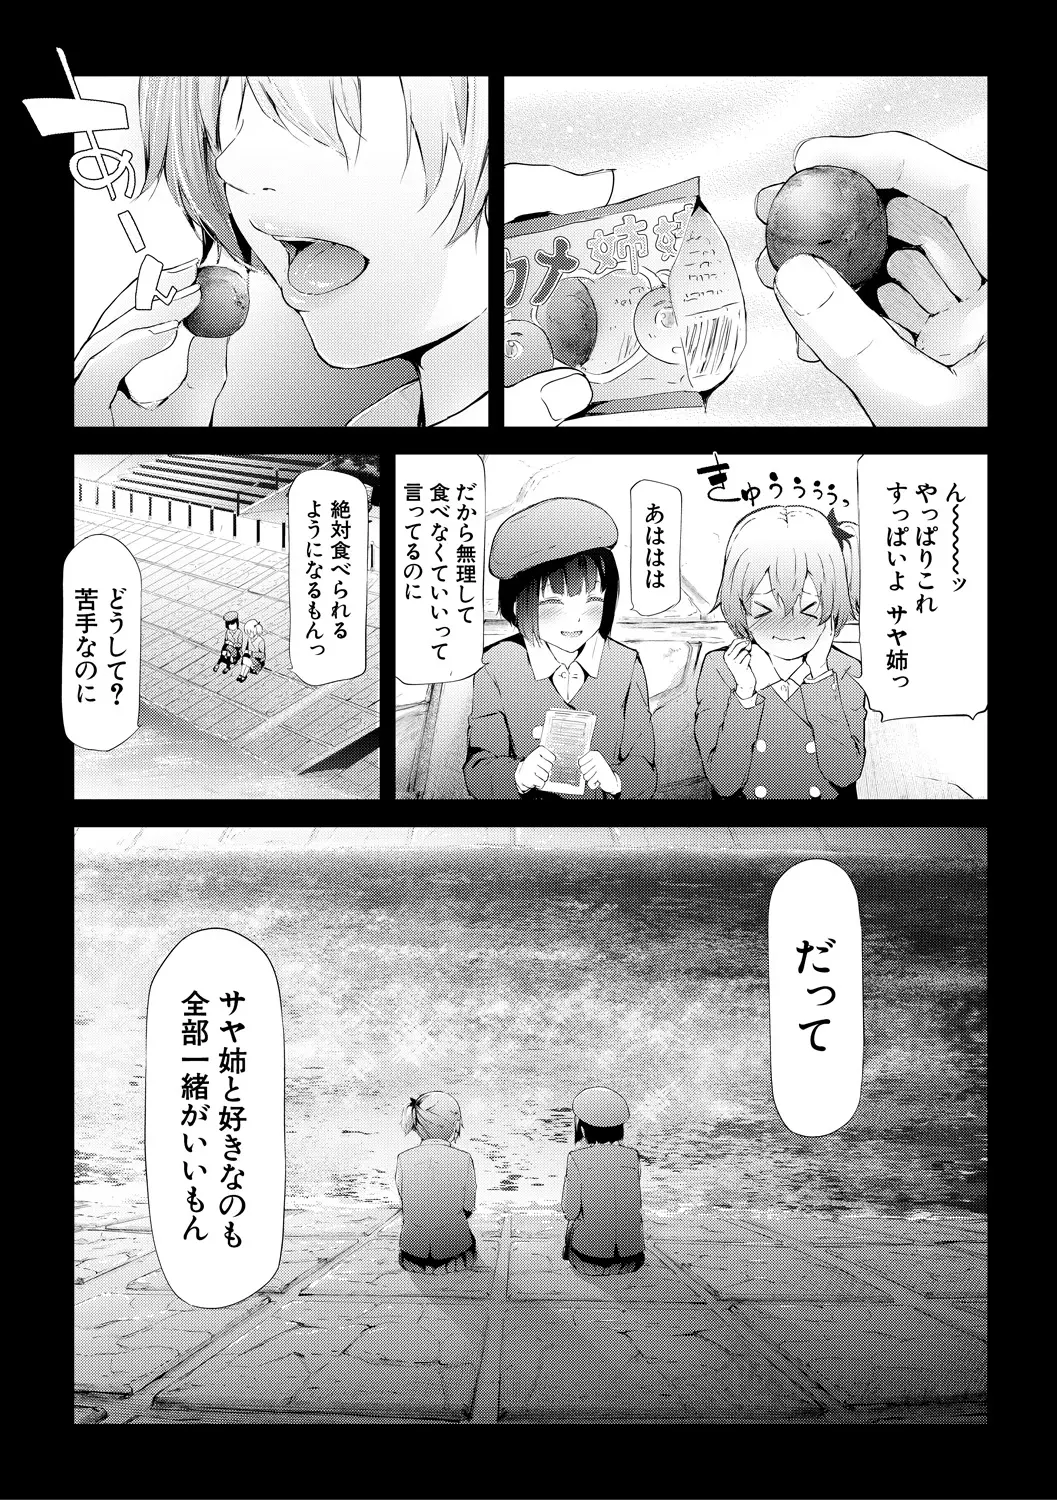 ウメ姉妹
あーん
ん〜〜〜〜ッ
やっぱりこれ
すっぱいよ サヤ姉っ
きゅううぅぅっ
あははは
だから無理して
食べなくていいって
言ってるのに
絶対食べられる
ようになるもんっ
どうして？
苦手なのに
だって
サヤ姉と好きなのも
全部一緒がいいもん